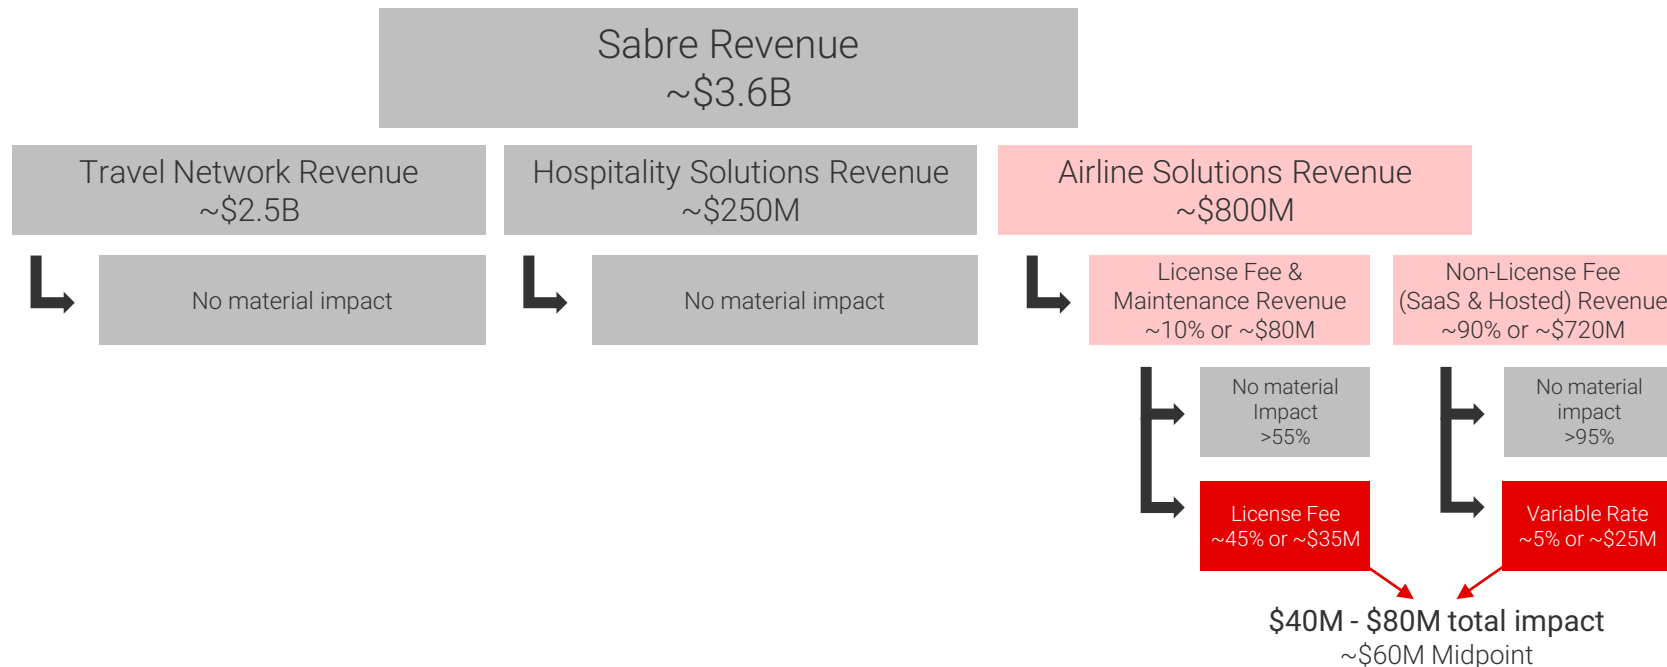 Sabre Revenue
~$3.6B
Travel Network Revenue
~$2.5B
Hospitality Solutions Revenue
~$250M
Airline Solutions Revenue
~$800M
No material impact
No material impact
License Fee &
Maintenance Revenue
~10% or ~$80M
Non-License Fee
(SaaS & Hosted) Revenue
~90% or ~$720M
No material
Impact
>55%
No material
impact
>95%
License Fee
~45% or ~$35M
Variable Rate
~5% or ~$25M
$40M - $80M total impact
~$60M Midpoint